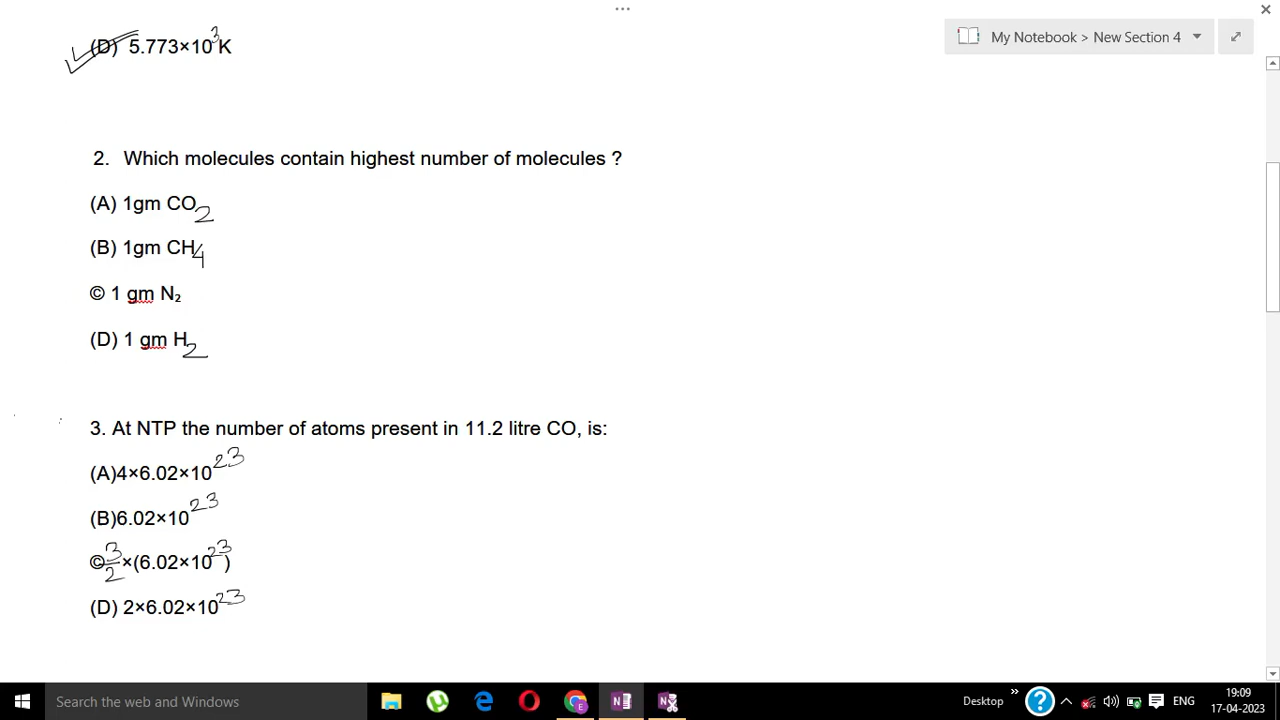 (D) 5.773×10³K
My Notebook > New Section 4
2. Which molecules contain highest number of molecules ?
(A) 1gm CO₂
(B) 1gm CH₄
© 1 gm N₂
(D) 1 gm H₂
3. At NTP the number of atoms present in 11.2 litre CO, is:
(A)4×6.02×10²³
(B)6.02×10²³
©3/2×(6.02×10²³)
(D) 2×6.02×10²³
Search the web and Windows
Desktop
ENG
19:09
17-04-2023